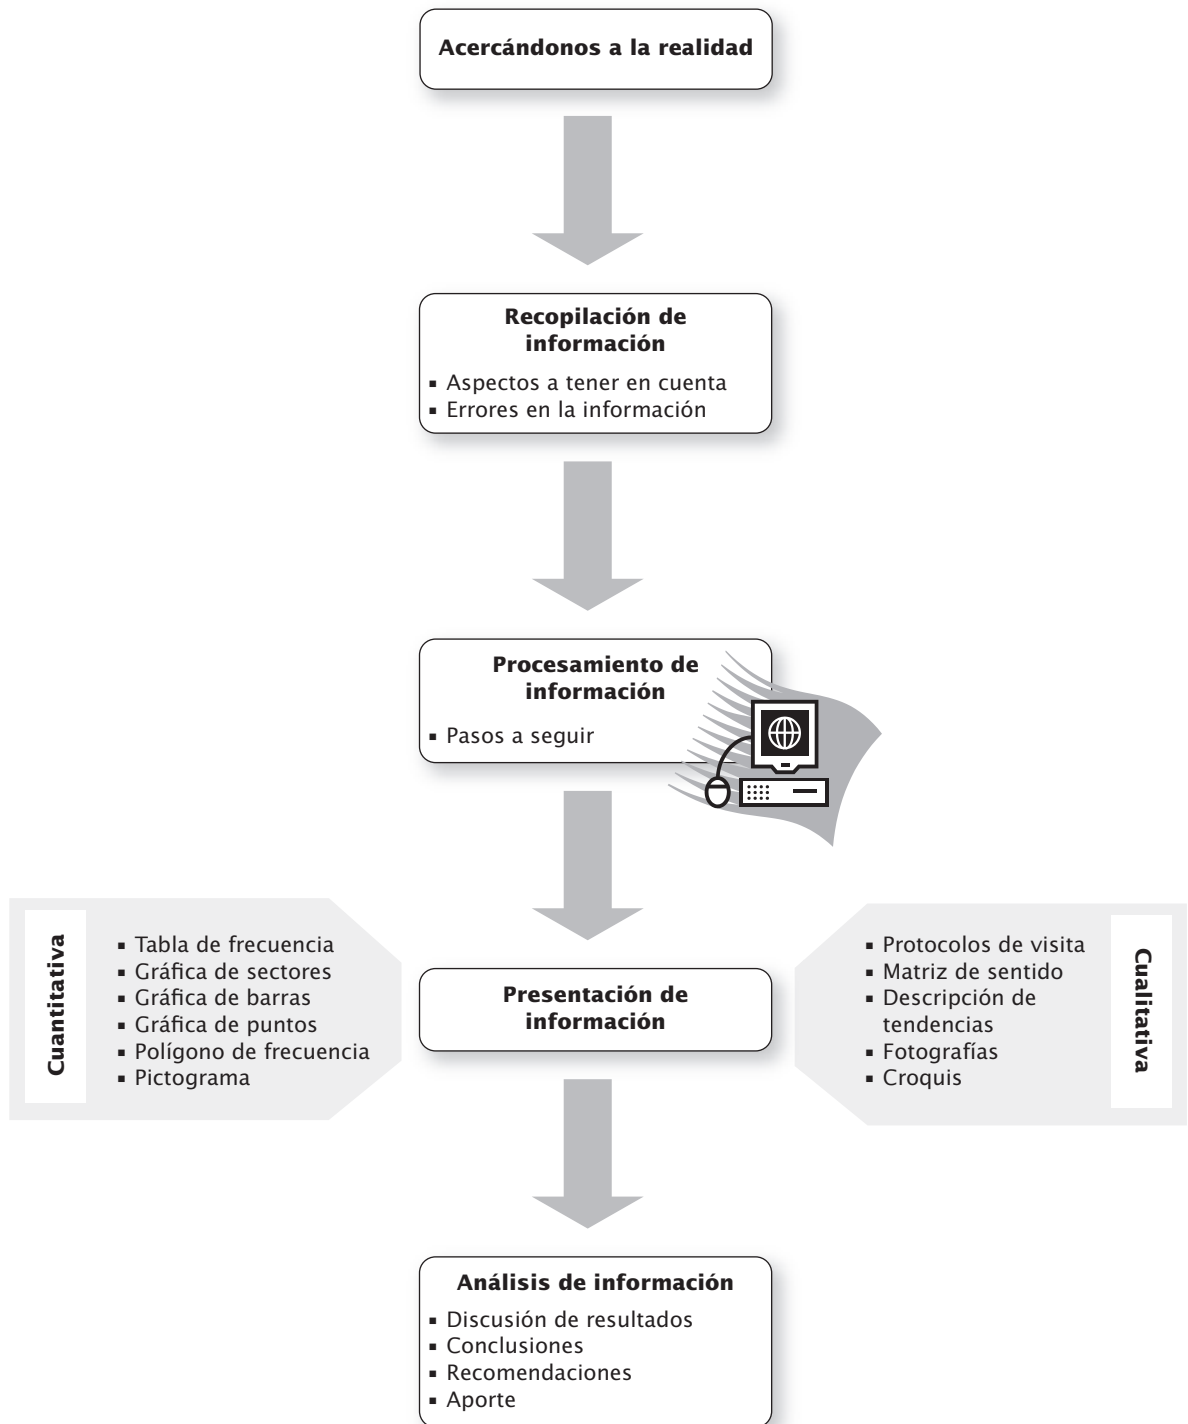 Acercándonos a la realidad
Recopilación de
información
▪ Aspectos a tener en cuenta
▪ Errores en la información
Procesamiento de
información
▪ Pasos a seguir
Cuantitativa
▪ Tabla de frecuencia
▪ Gráfica de sectores
▪ Gráfica de barras
▪ Gráfica de puntos
▪ Polígono de frecuencia
▪ Pictograma
Presentación de
información
▪ Protocolos de visita
▪ Matriz de sentido
▪ Descripción de
tendencias
▪ Fotografías
▪ Croquis
Cualitativa
Análisis de información
▪ Discusión de resultados
▪ Conclusiones
▪ Recomendaciones
▪ Aporte